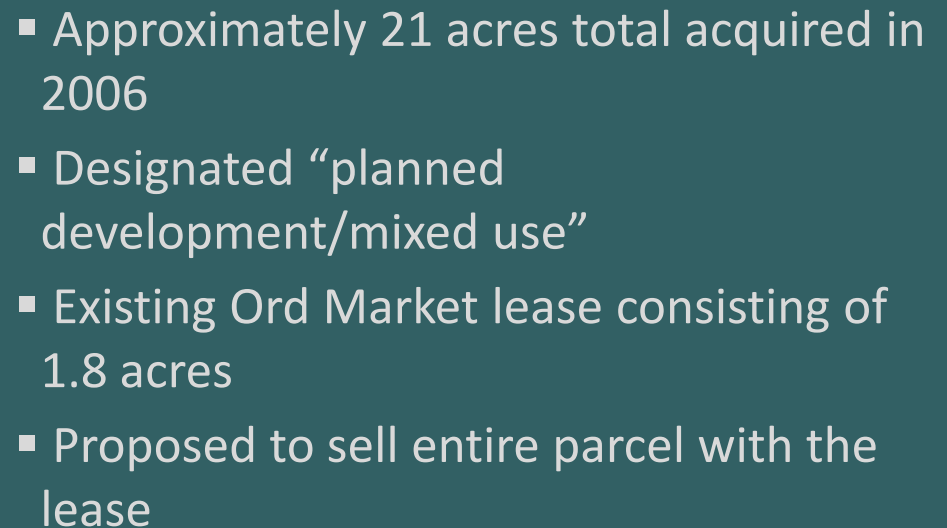 ▪ Approximately 21 acres total acquired in
2006
▪ Designated “planned
development/mixed use”
▪ Existing Ord Market lease consisting of
1.8 acres
▪ Proposed to sell entire parcel with the
lease